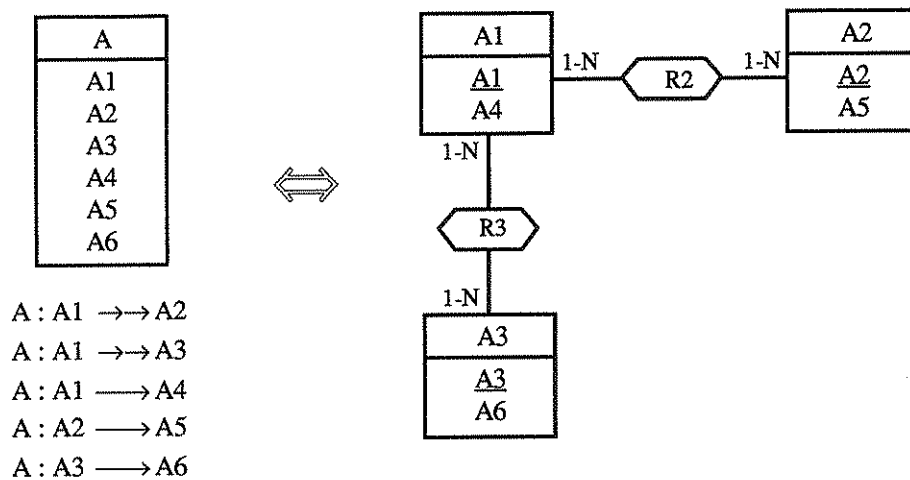 A
A1
A2
A3
A4
A5
A6
A : A1 →→ A2
A : A1 →→ A3
A : A1 ⟶ A4
A : A2 ⟶ A5
A : A3 ⟶ A6
A1
A1
A4
1-N
R2
1-N
A2
A2
A5
1-N
R3
1-N
A3
A3
A6